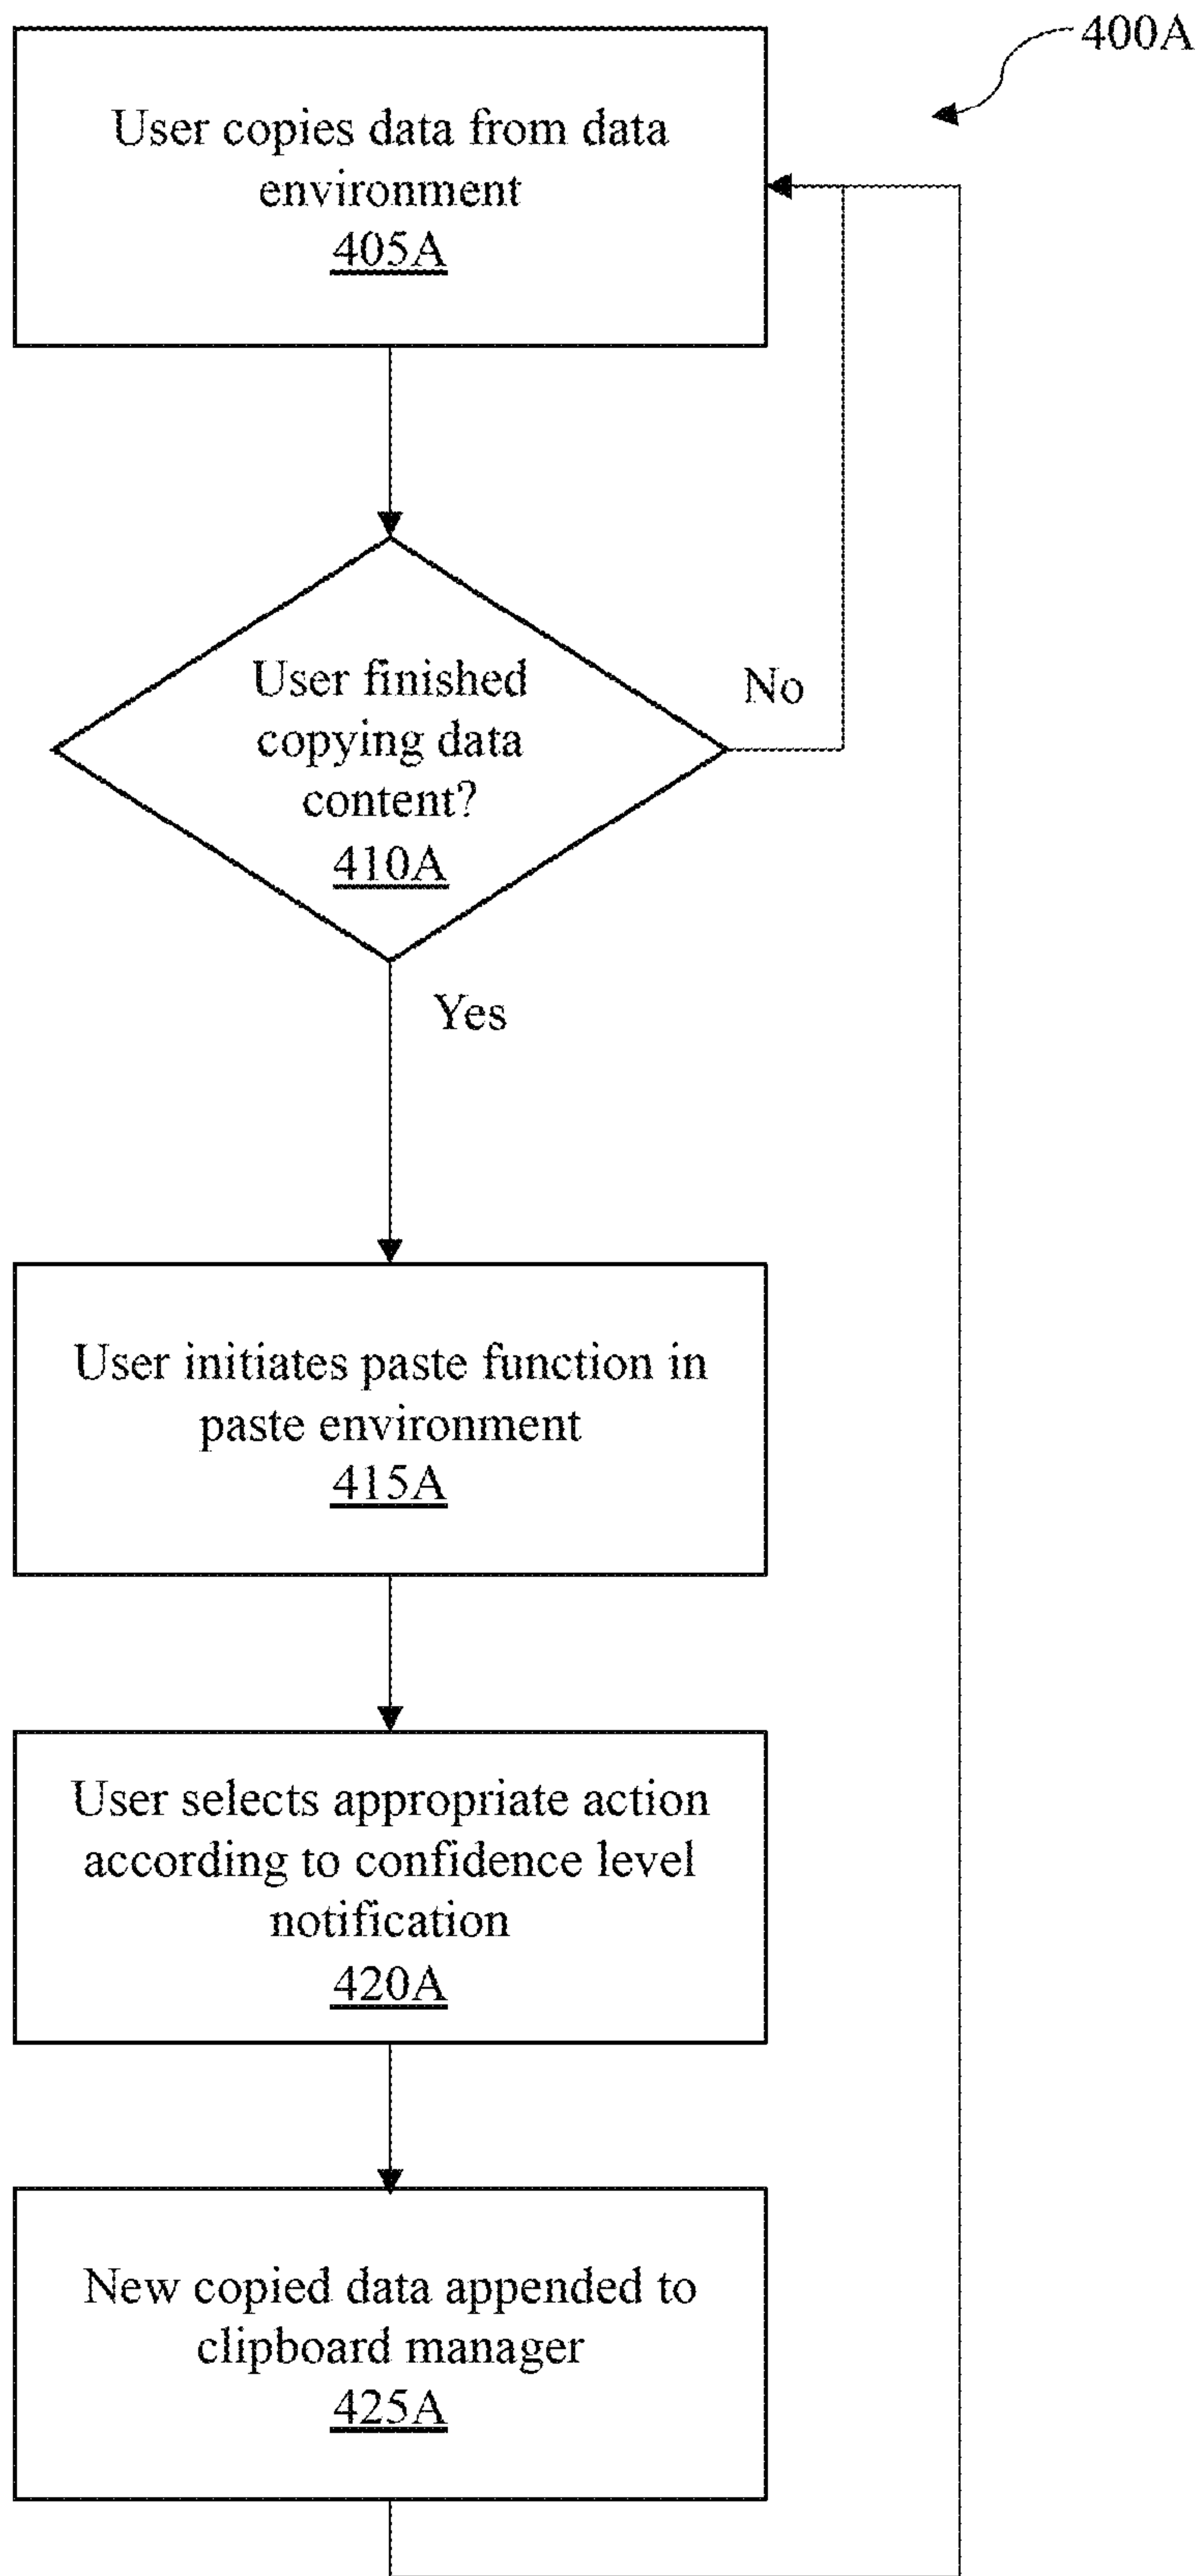 400A
User copies data from data
environment
405A
User finished
copying data
content?
410A
No
Yes
User initiates paste function in
paste environment
415A
User selects appropriate action
according to confidence level
notification
420A
New copied data appended to
clipboard manager
425A